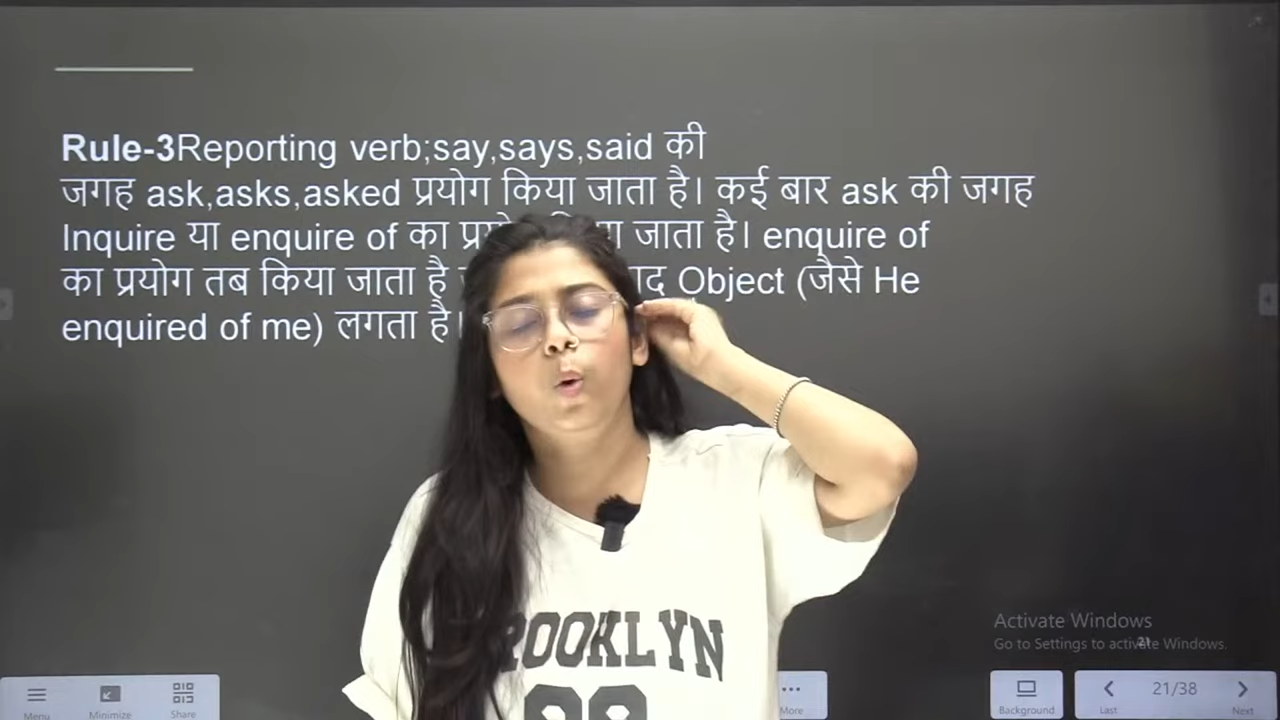 Rule-3Reporting verb;say,says,said की
जगह ask,asks,asked प्रयोग किया जाता है। कई बार ask की जगह
Inquire या enquire of का जाता है। enquire of
का प्रयोग तब किया जाता है Object (जैसे He
enquired of me) लगता है।
BROOKLYN
Activate Windows
Go to Settings to activate Windows.
21
Menu
Minimize
Share
More
Background
Last
21/38
Next